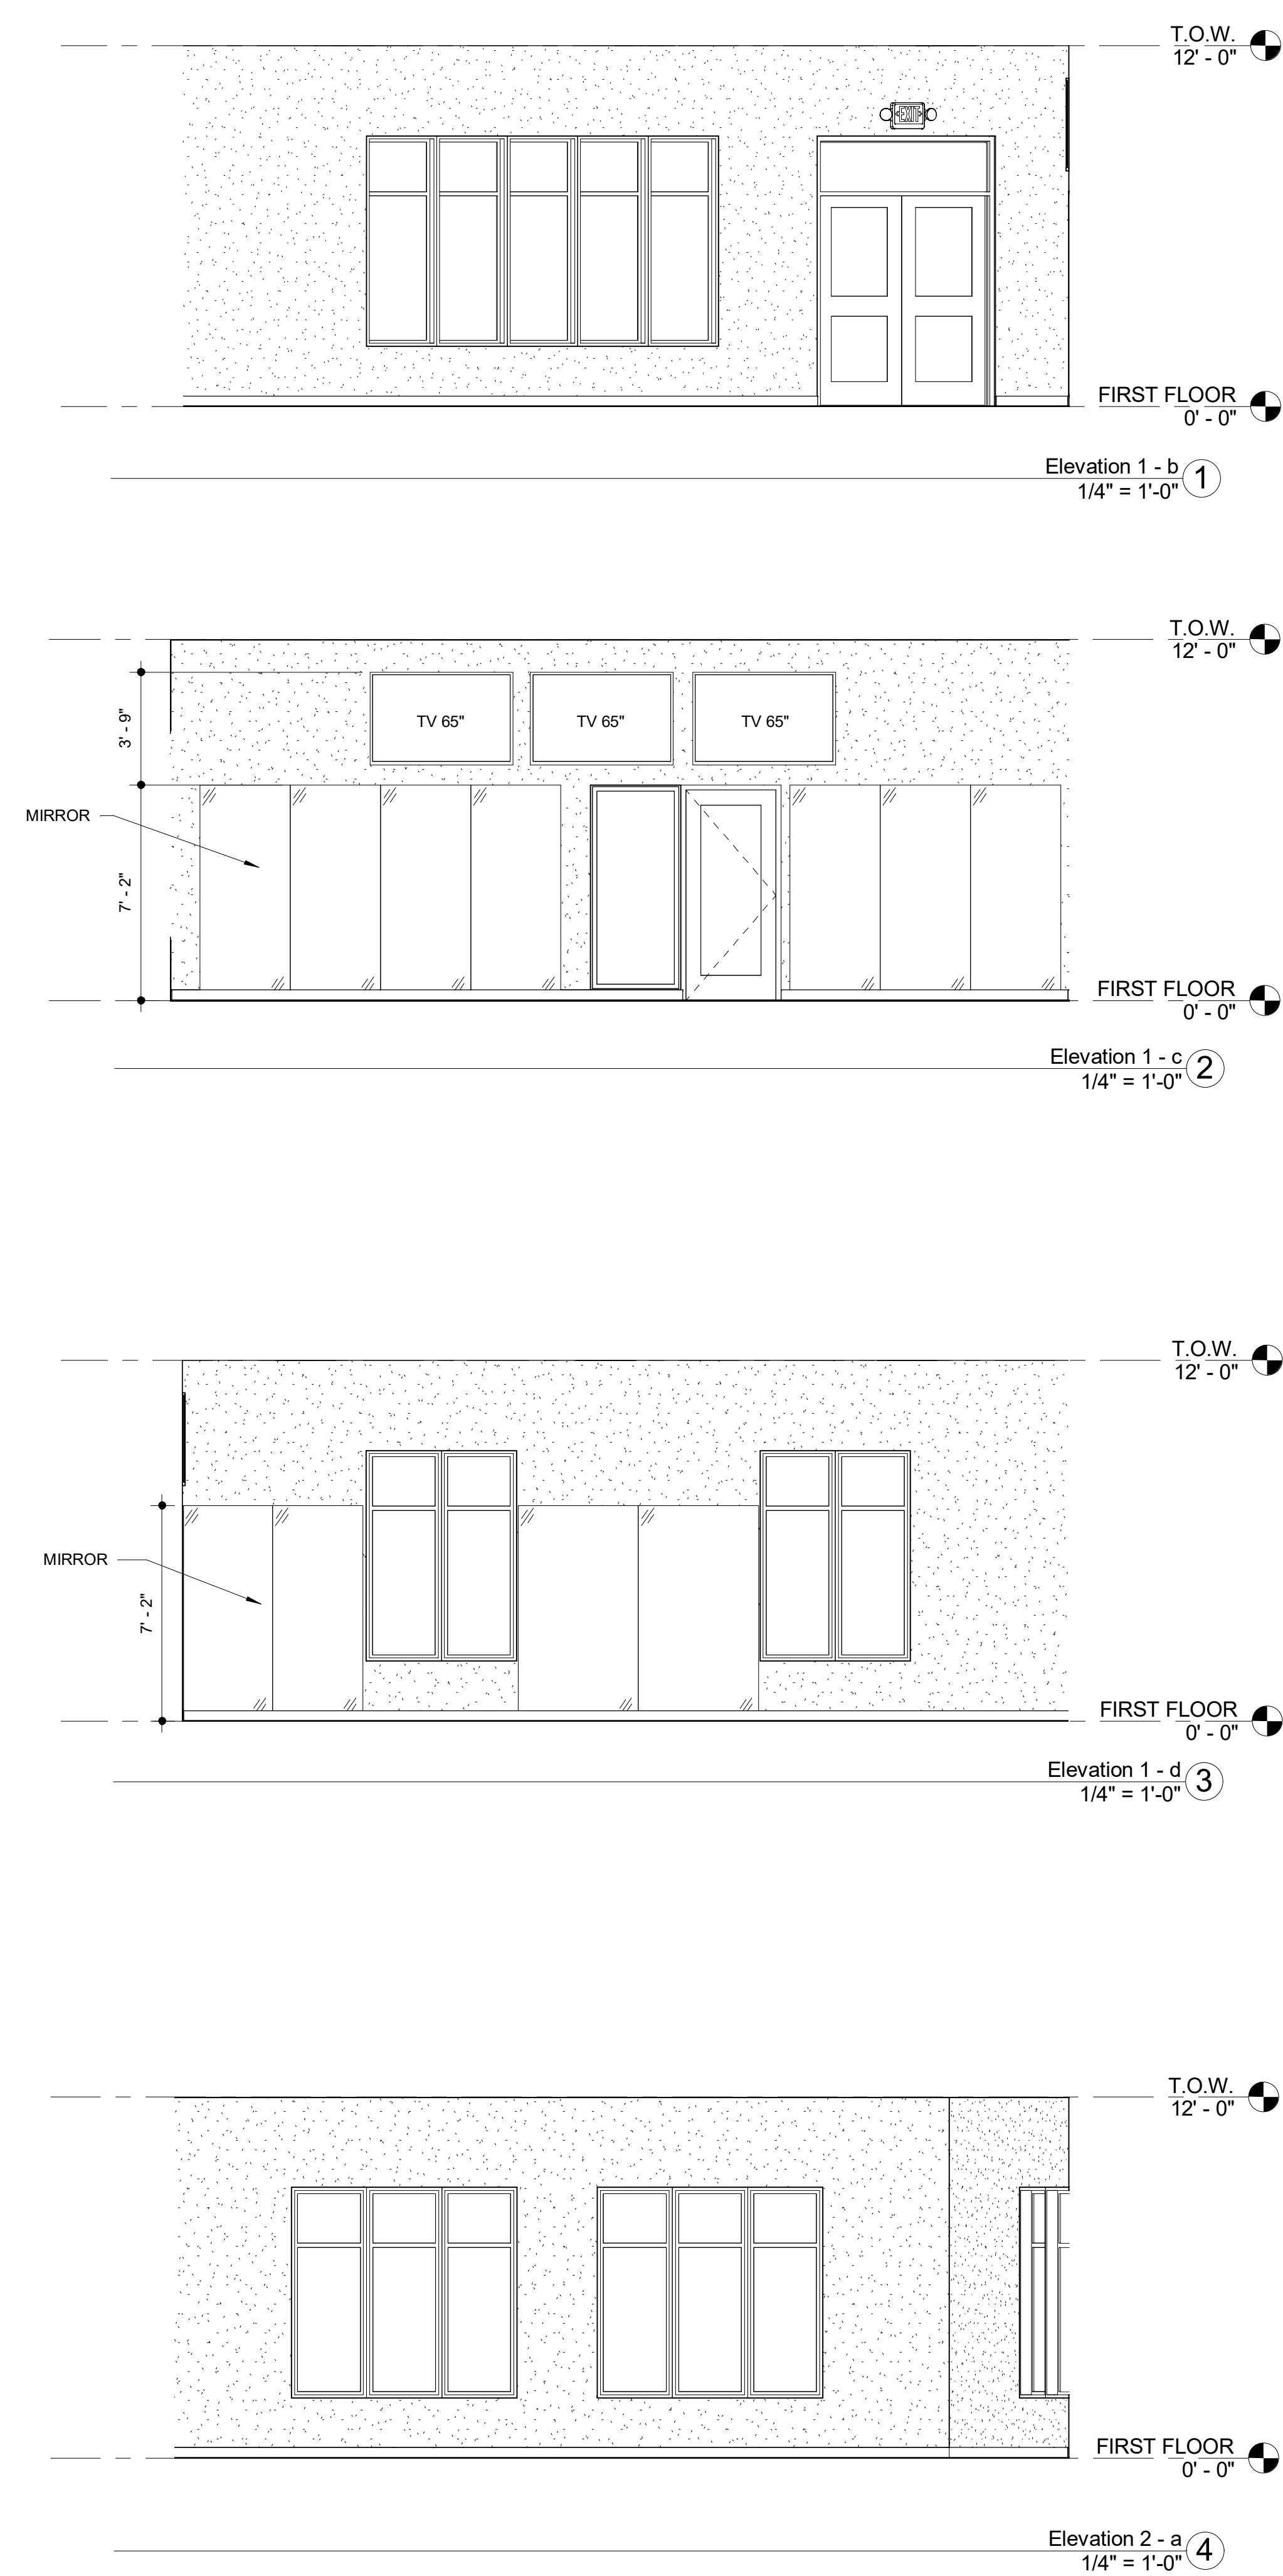 T.O.W.
12' - 0"
EXIT
FIRST FLOOR
0' - 0"
Elevation 1 - b
1/4" = 1'-0"
1
T.O.W.
12' - 0"
3' - 9"
TV 65"
TV 65"
TV 65"
MIRROR
7' - 2"
FIRST FLOOR
0' - 0"
Elevation 1 - c
1/4" = 1'-0"
2
T.O.W.
12' - 0"
MIRROR
7' - 2"
FIRST FLOOR
0' - 0"
Elevation 1 - d
1/4" = 1'-0"
3
T.O.W.
12' - 0"
FIRST FLOOR
0' - 0"
Elevation 2 - a
1/4" = 1'-0"
4